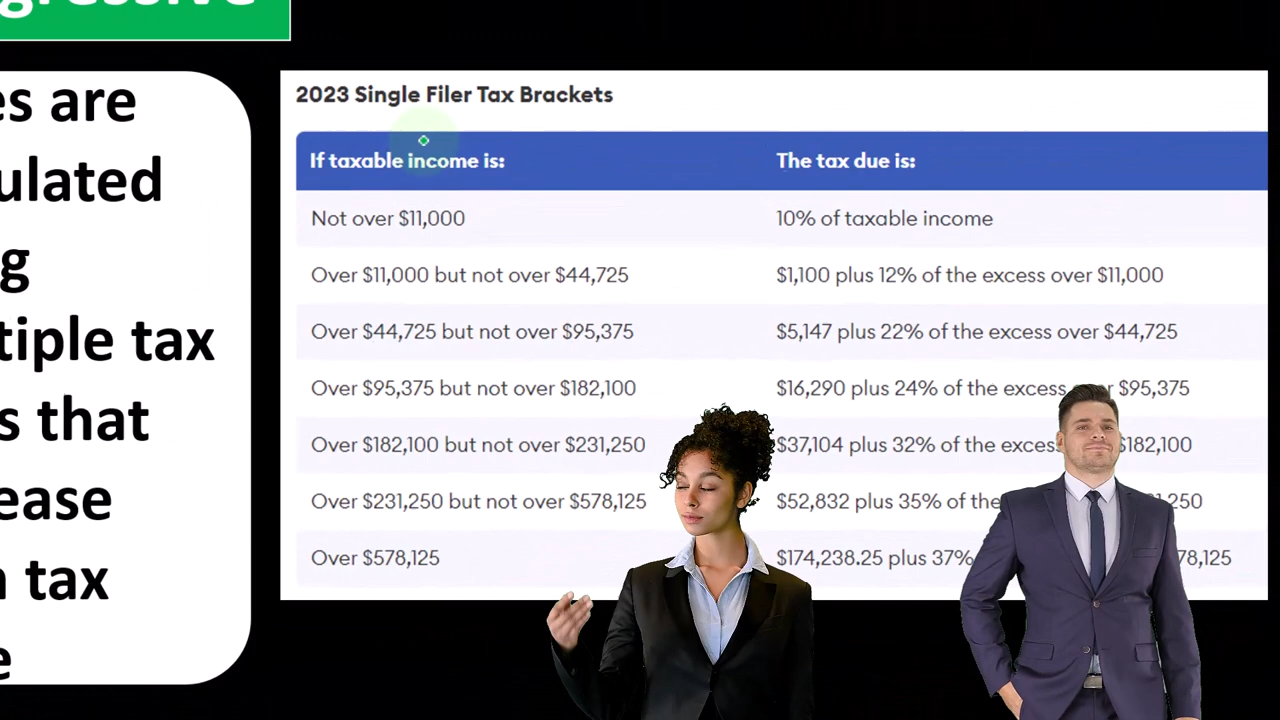 gressive
es are
ulated
g
tiple tax
s that
ease
tax
e
2023 Single Filer Tax Brackets
If taxable income is: The tax due is:
Not over $11,000 10% of taxable income
Over $11,000 but not over $44,725 $1,100 plus 12% of the excess over $11,000
Over $44,725 but not over $95,375 $5,147 plus 22% of the excess over $44,725
Over $95,375 but not over $182,100 $16,290 plus 24% of the excess over $95,375
Over $182,100 but not over $231,250 $37,104 plus 32% of the exces $182,100
Over $231,250 but not over $578,125 $52,832 plus 35% of the 250
Over $578,125 $174,238.25 plus 37% 78,125